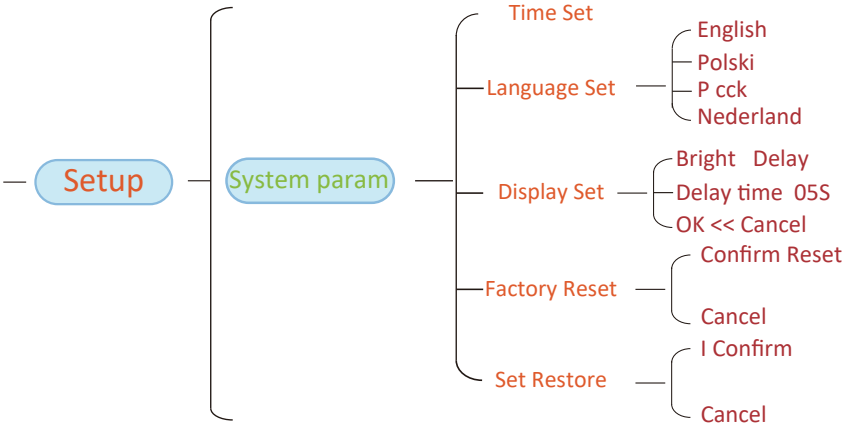 Setup
System param
Time Set
Language Set
English
Polski
P cck
Nederland
Display Set
Bright Delay
Delay time 05S
OK << Cancel
Factory Reset
Confirm Reset
Cancel
Set Restore
I Confirm
Cancel